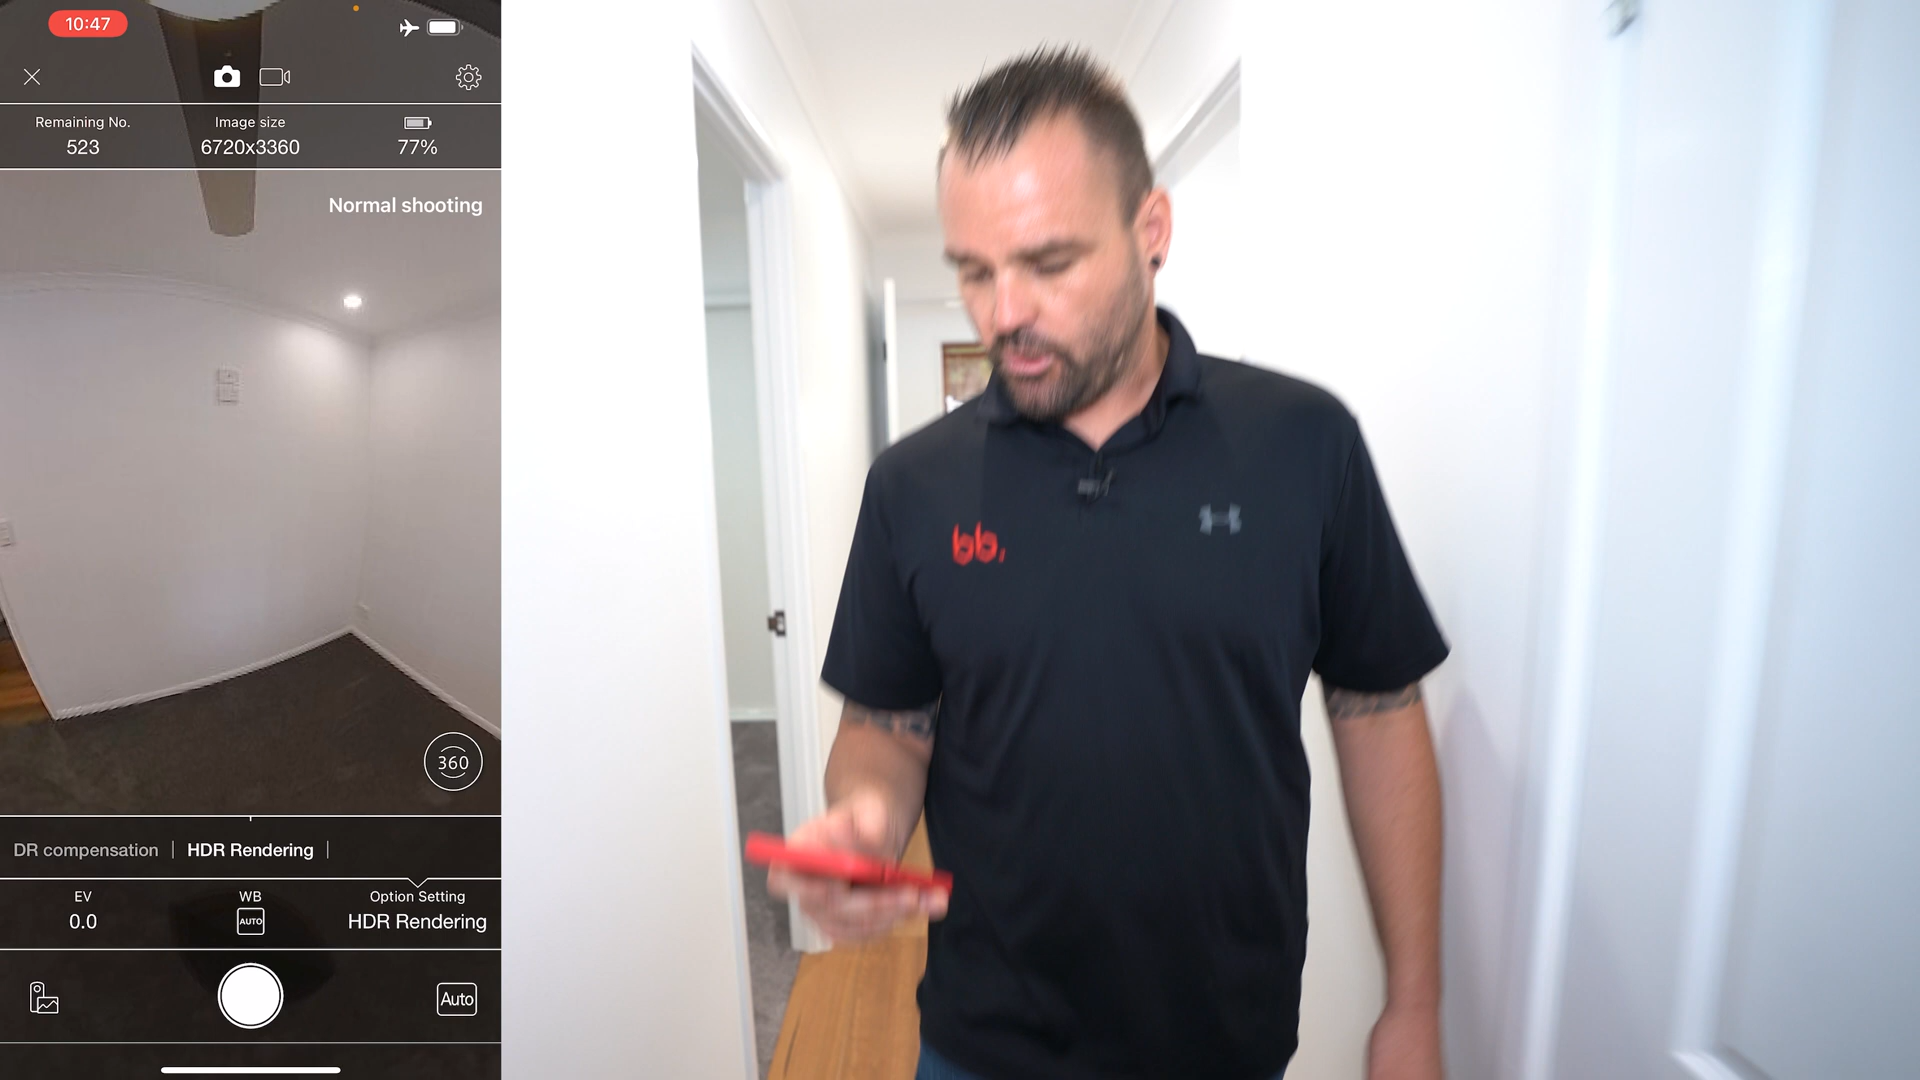 10:47
Remaining No.
523
Image size
6720x3360
77%
Normal shooting
360
DR compensation | HDR Rendering |
EV
0.0
WB
AUTO
Option Setting
HDR Rendering
Auto
bb.